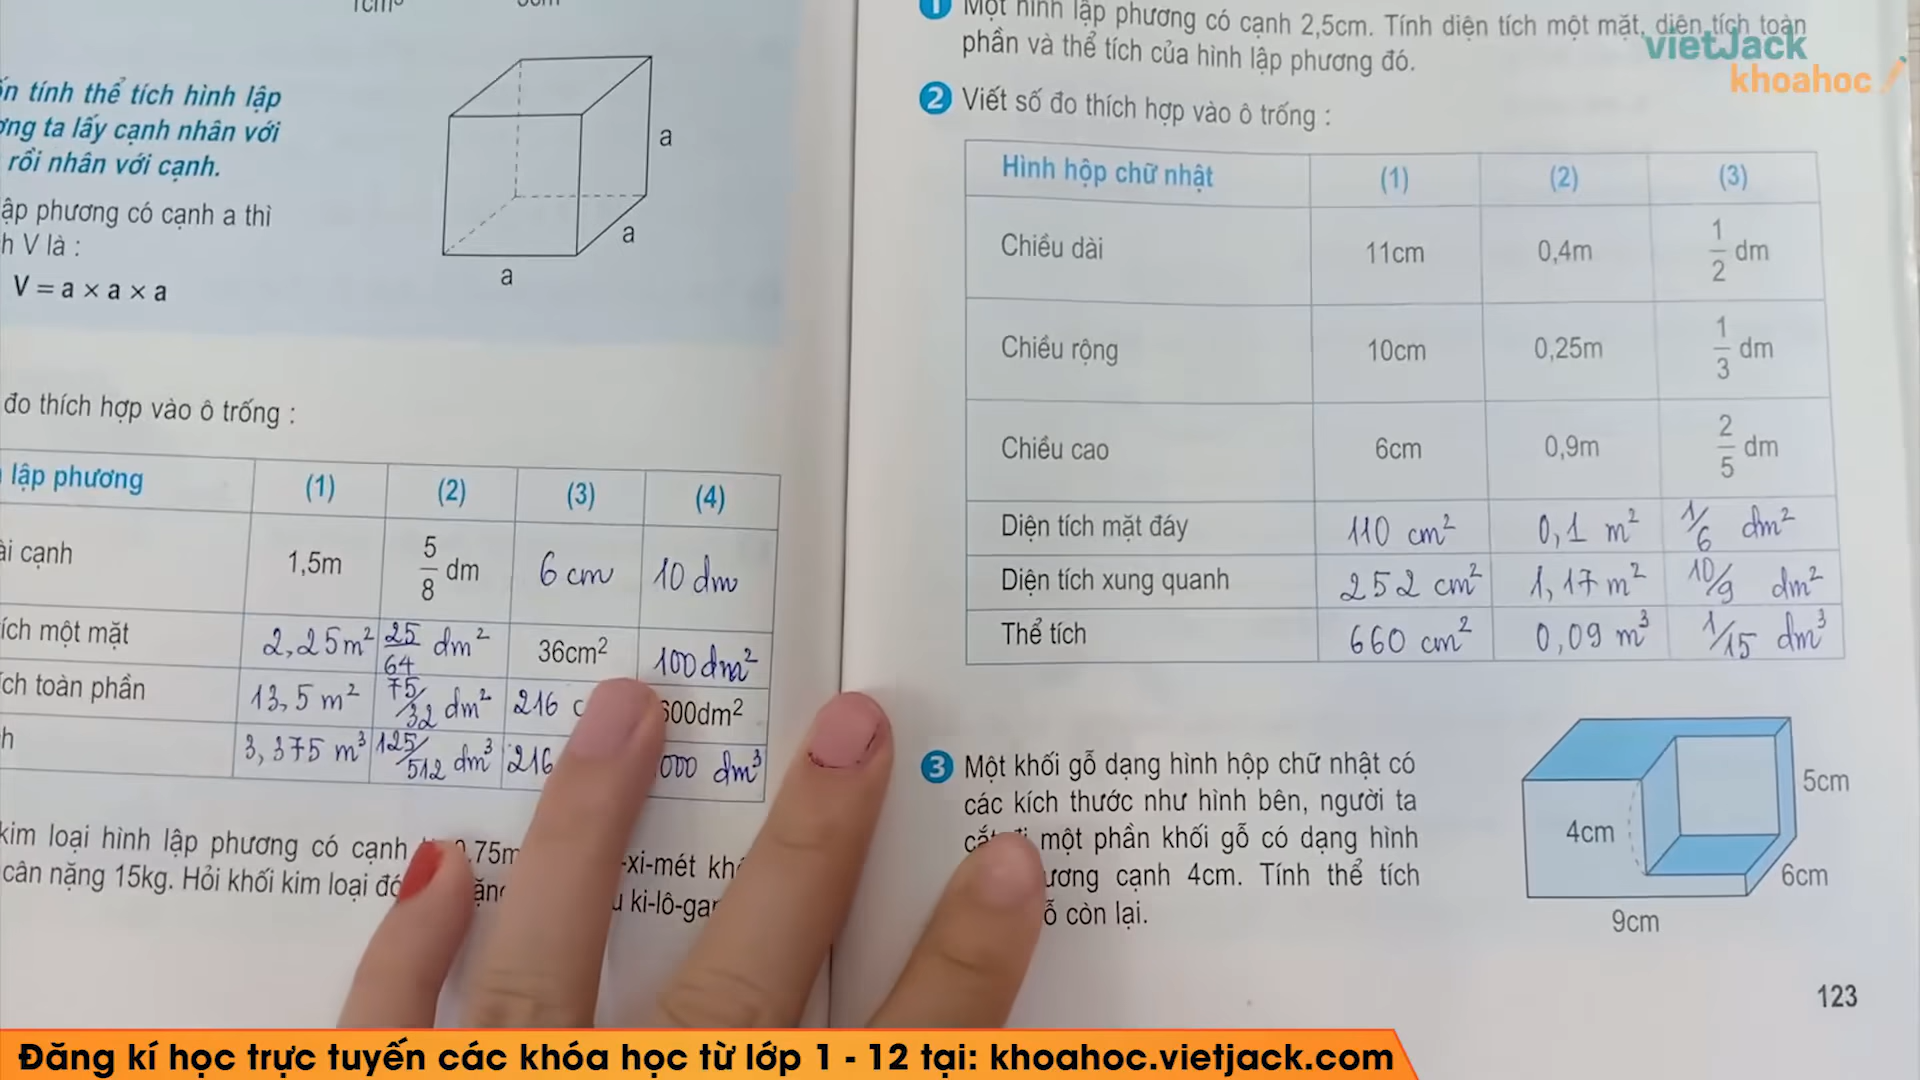 1cm³
ốn tính thể tích hình lập
ơng ta lấy cạnh nhân với
rồi nhân với cạnh.
ập phương có cạnh a thì
h V là :
V = a × a × a
a
a
a
đo thích hợp vào ô trống :
lập phương (1) (2) (3) (4)
ài cạnh 1,5m 5/8 dm 6 cm 10 dm
tích một mặt 2,25 m² 25/64 dm² 36cm² 100 dm²
ích toàn phần 13,5 m² 75/32 dm² 216 c 600dm²
h 3,375 m³ 125/512 dm³ 216 000 dm³
kim loại hình lập phương có cạnh 0,75m -xi-mét kh
cân nặng 15kg. Hỏi khối kim loại đó ki-lô-ga
1 Một hình lập phương có cạnh 2,5cm. Tính diện tích một mặt, diện tích toàn
phần và thể tích của hình lập phương đó.
vietJack
khoahoc
2 Viết số đo thích hợp vào ô trống :
Hình hộp chữ nhật (1) (2) (3)
Chiều dài 11cm 0,4m 1/2 dm
Chiều rộng 10cm 0,25m 1/3 dm
Chiều cao 6cm 0,9m 2/5 dm
Diện tích mặt đáy 110 cm² 0,1 m² 1/6 dm²
Diện tích xung quanh 252 cm² 1,17 m² 10/9 dm²
Thể tích 660 cm² 0,09 m³ 1/15 dm³
3 Một khối gỗ dạng hình hộp chữ nhật có
các kích thước như hình bên, người ta
cắt đi một phần khối gỗ có dạng hình
ương cạnh 4cm. Tính thể tích
ỗ còn lại.
5cm
4cm
6cm
9cm
123
Đăng kí học trực tuyến các khóa học từ lớp 1 - 12 tại: khoahoc.vietjack.com